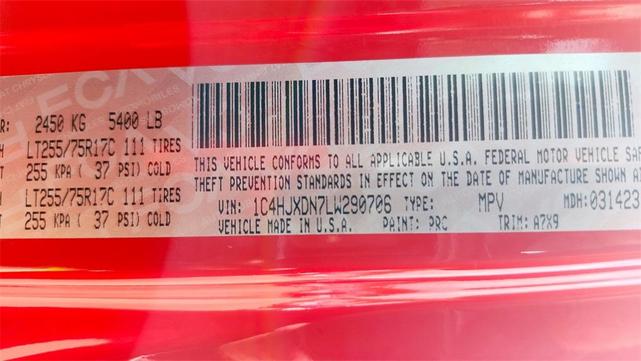 R: 2450 KG 5400 LB
H LT255/75R17C 111 TIRES
255 KPA ( 37 PSI) COLD
H LT255/75R17C 111 TIRES
255 KPA ( 37 PSI) COLD
THIS VEHICLE CONFORMS TO ALL APPLICABLE U.S.A. FEDERAL MOTOR VEHICLE SAF
THEFT PREVENTION STANDARDS IN EFFECT ON THE DATE OF MANUFACTURE SHOWN A
VIN: 1C4HJXDN7LW290706 TYPE: MPV MDH: 031423
VEHICLE MADE IN U.S.A. PAINT: PRC TRIM: A7X9